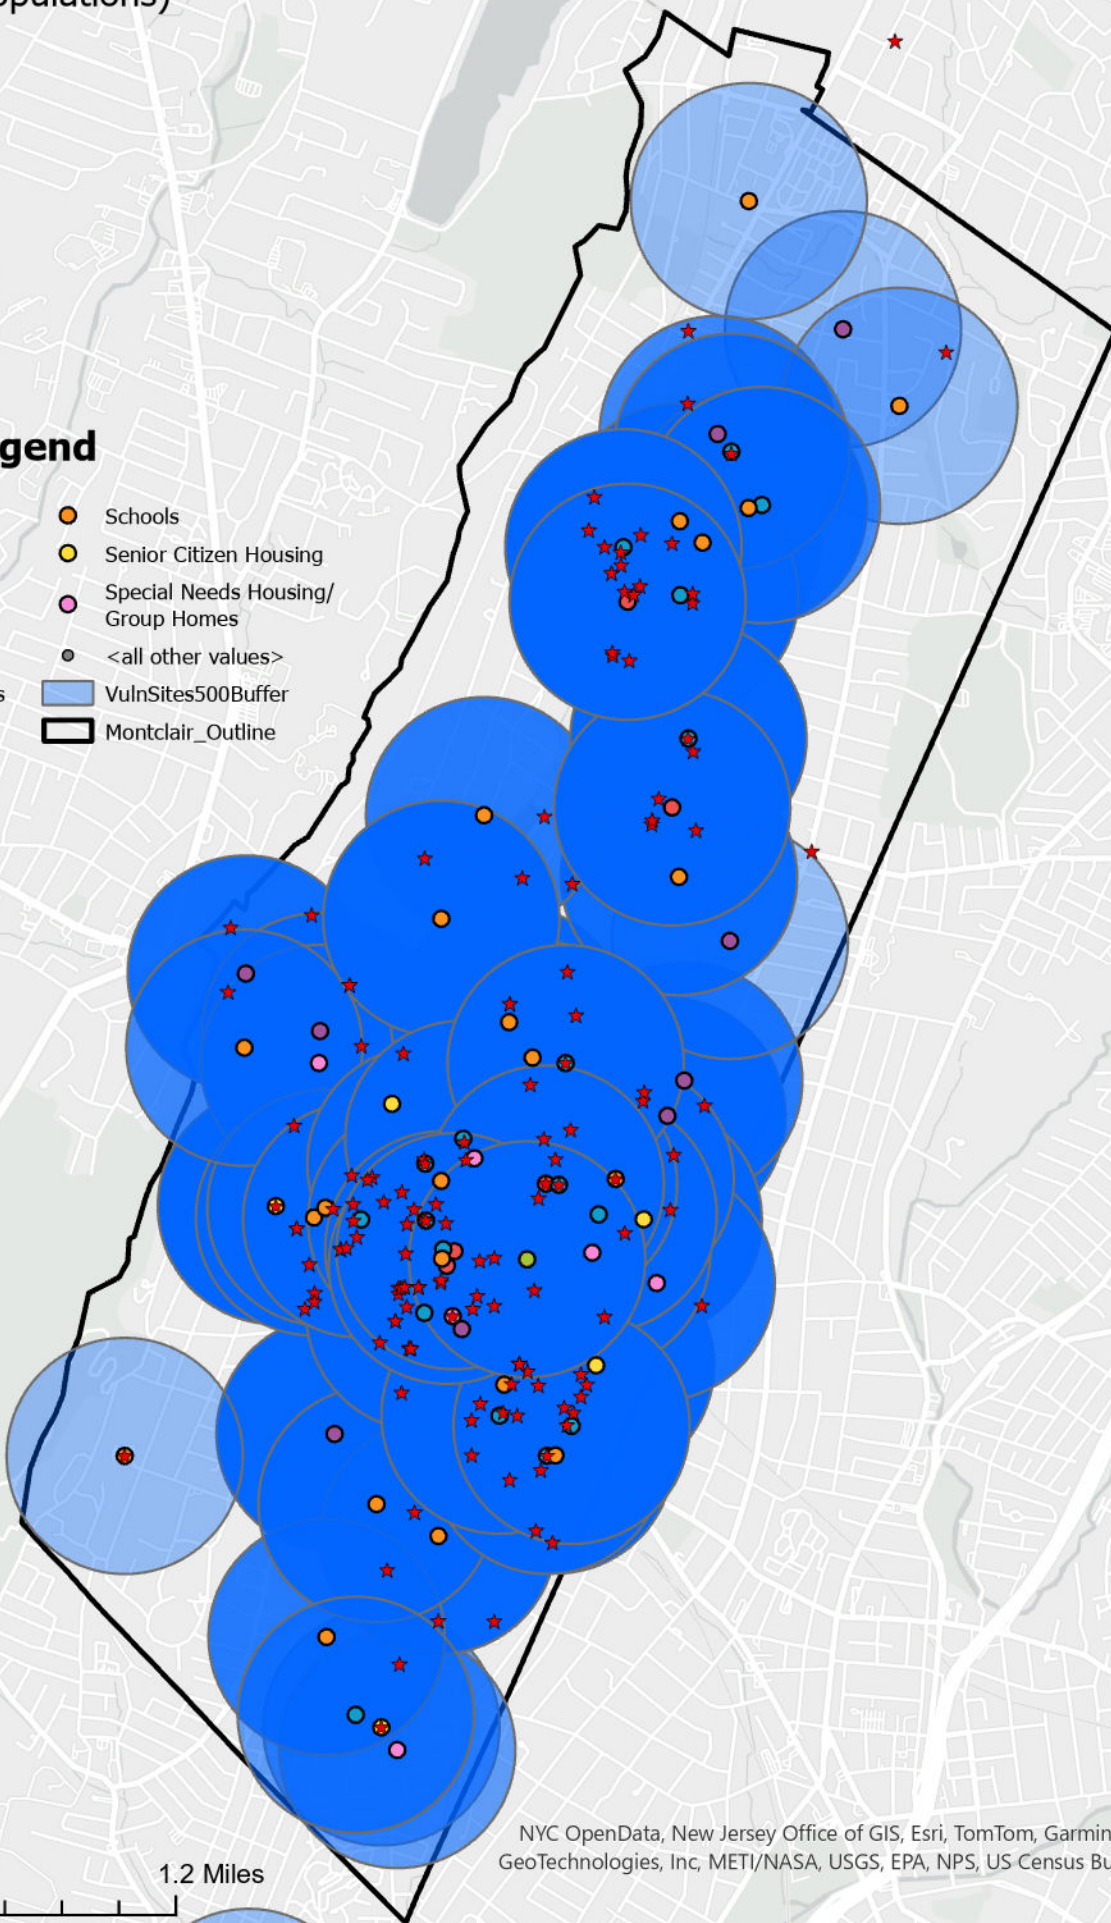 opulations)
gend
Schools
Senior Citizen Housing
Special Needs Housing/
Group Homes
<all other values>
s
VulnSites500Buffer
Montclair_Outline
NYC OpenData, New Jersey Office of GIS, Esri, TomTom, Garmin
GeoTechnologies, Inc, METI/NASA, USGS, EPA, NPS, US Census Bu
1.2 Miles